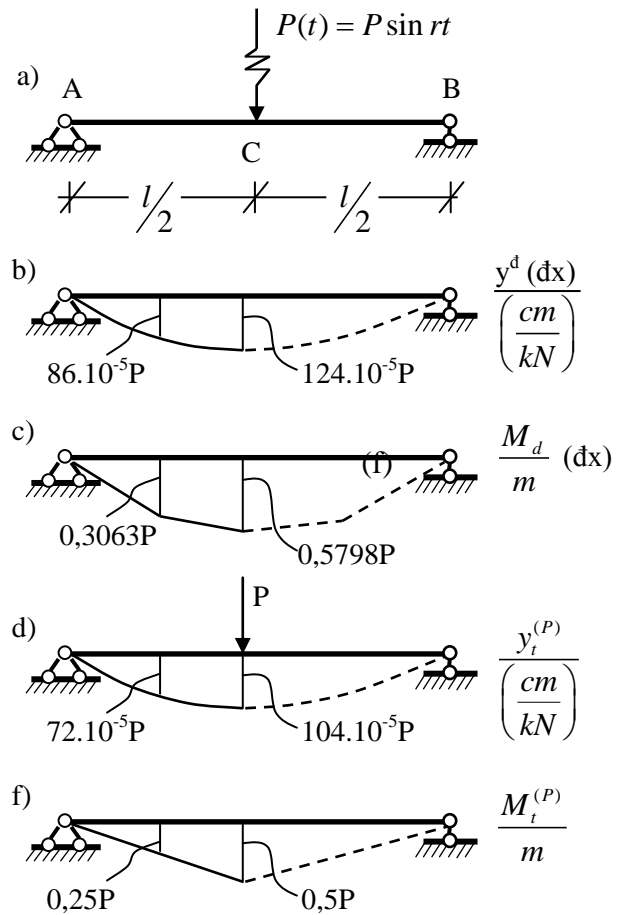 P(t) = P sin rt
a)
A
B
C
l/2
l/2
b)
y^đ (đx)
(cm/kN)
86.10^-5P
124.10^-5P
c)
(f)
M_d/m (đx)
0,3063P
0,5798P
P
d)
y_t^(P)
(cm/kN)
72.10^-5P
104.10^-5P
f)
M_t^(P)/m
0,25P
0,5P